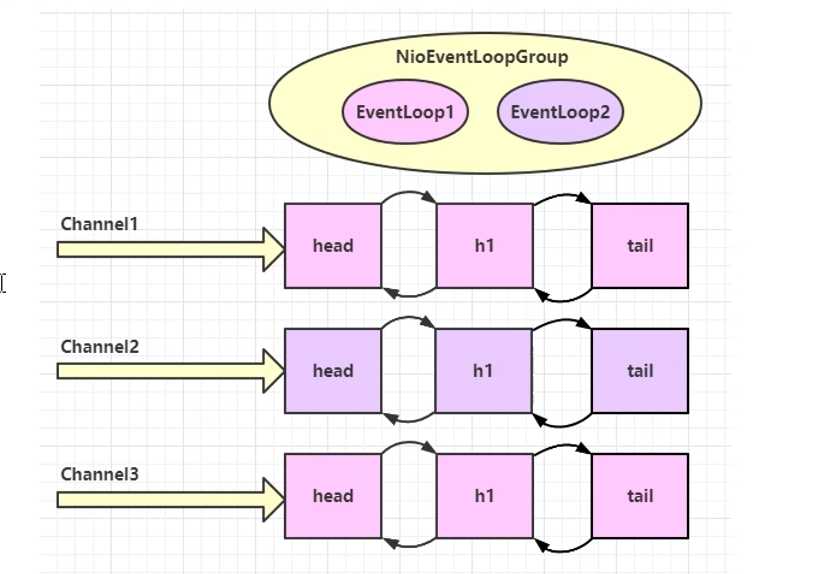 NioEventLoopGroup
EventLoop1 EventLoop2
Channel1
head h1 tail
Channel2
head h1 tail
Channel3
head h1 tail